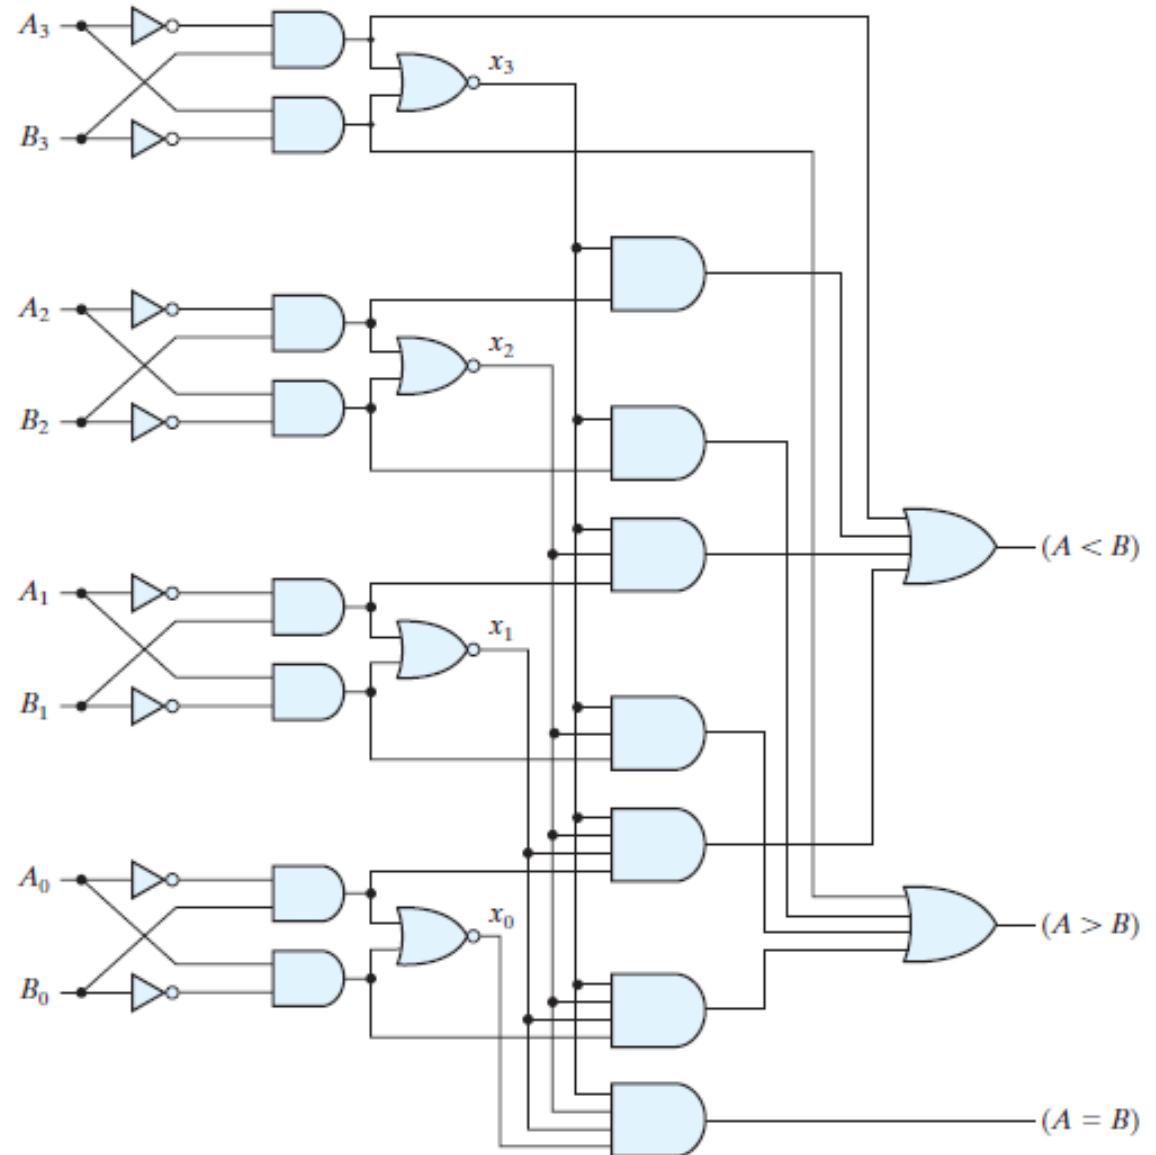 A₃
x₃
B₃
A₂
x₂
B₂
(A < B)
A₁
x₁
B₁
A₀
x₀
(A > B)
B₀
(A = B)